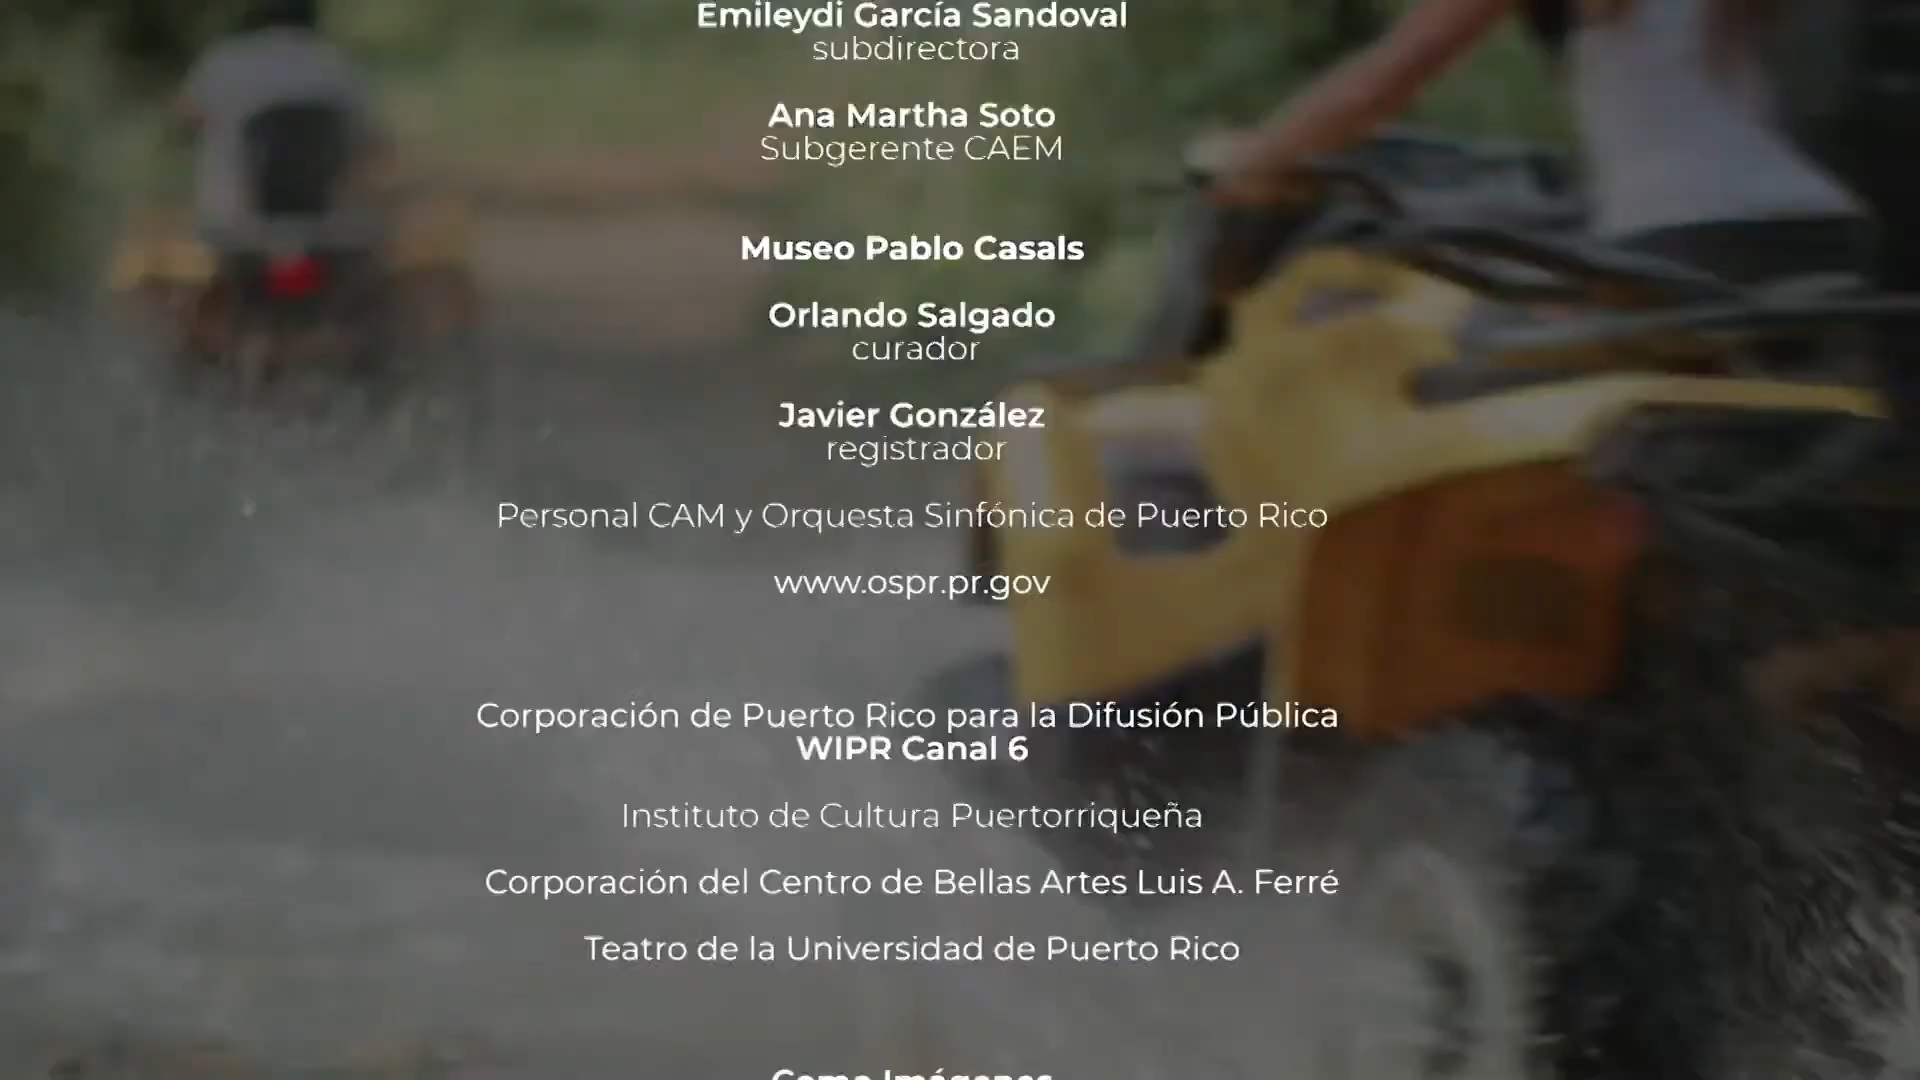 Emileydi García Sandoval
subdirectora
Ana Martha Soto
Subgerente CAEM
Museo Pablo Casals
Orlando Salgado
curador
Javier González
registrador
Personal CAM y Orquesta Sinfónica de Puerto Rico
www.ospr.pr.gov
Corporación de Puerto Rico para la Difusión Pública
WIPR Canal 6
Instituto de Cultura Puertorriqueña
Corporación del Centro de Bellas Artes Luis A. Ferré
Teatro de la Universidad de Puerto Rico